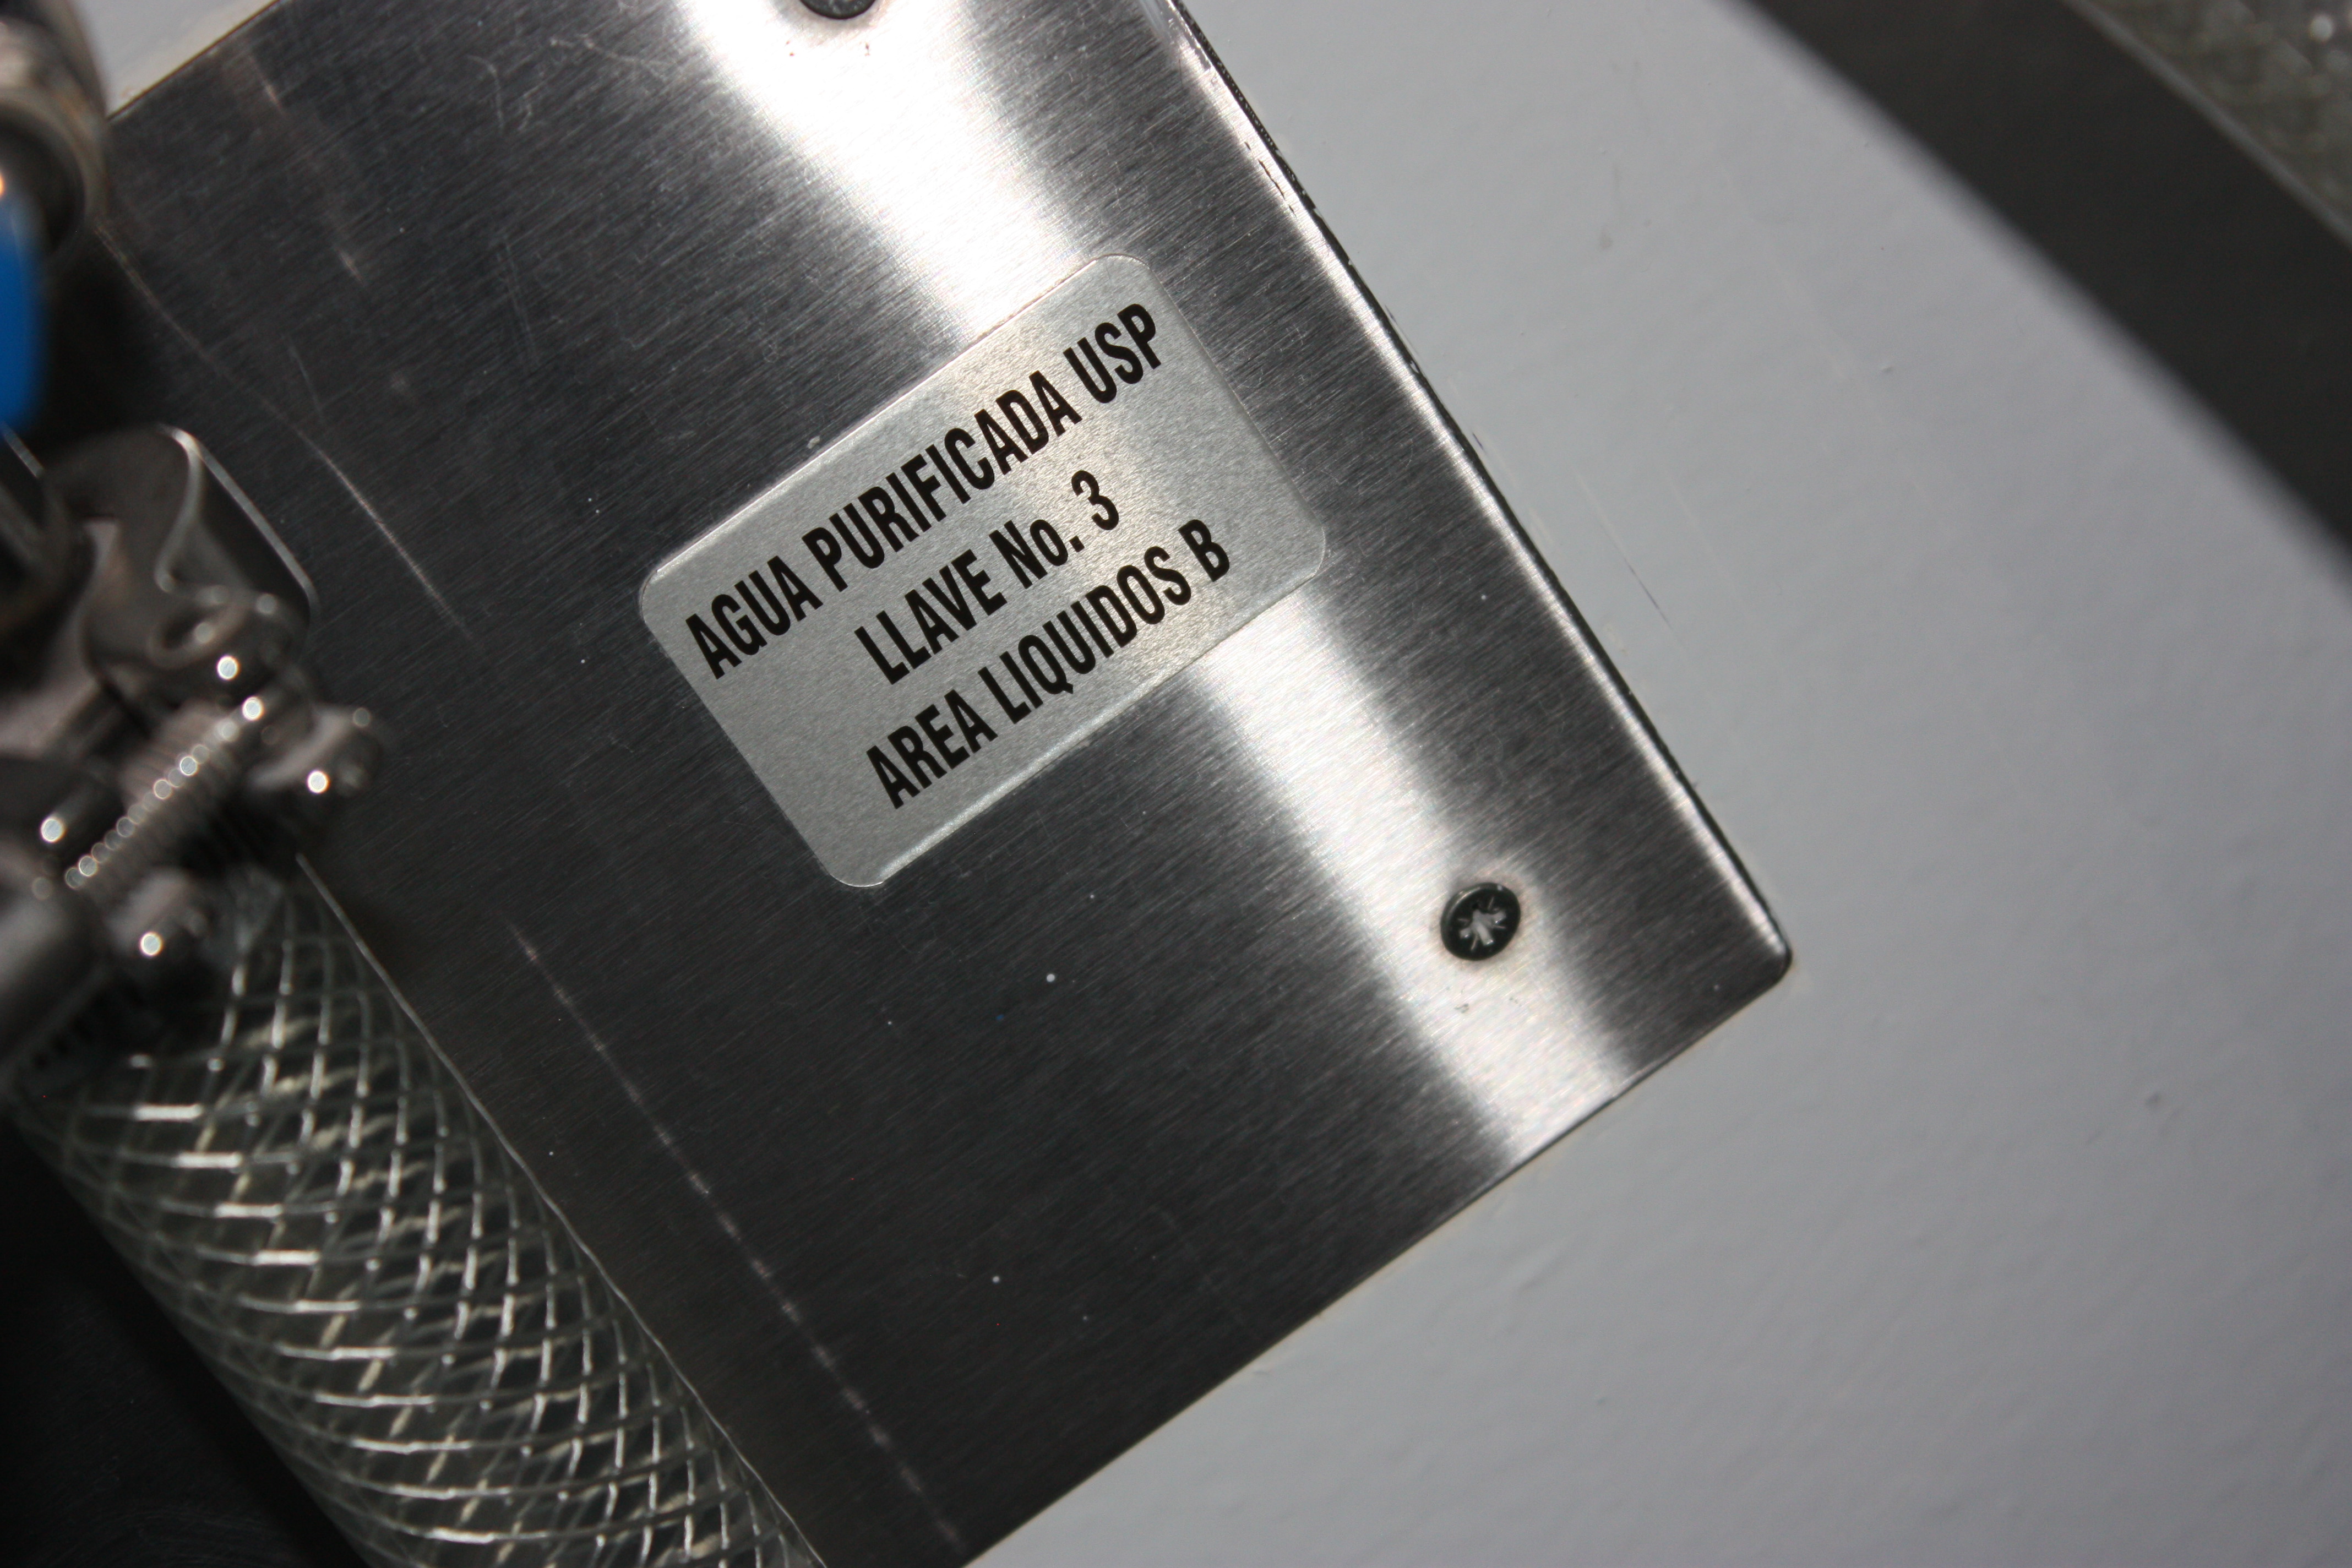 AGUA PURIFICADA USP
LLAVE No. 3
AREA LIQUIDOS B